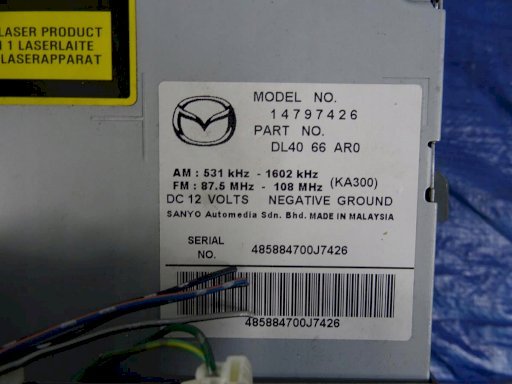 LASER PRODUCT
1 LASERLAITE
LASERAPPARAT
MODEL NO.
14797426
PART NO.
DL40 66 AR0
AM : 531 kHz - 1602 kHz
FM : 87.5 MHz - 108 MHz (KA300)
DC 12 VOLTS NEGATIVE GROUND
SANYO Automedia Sdn. Bhd. MADE IN MALAYSIA
SERIAL NO. 485884700J7426
485884700J7426